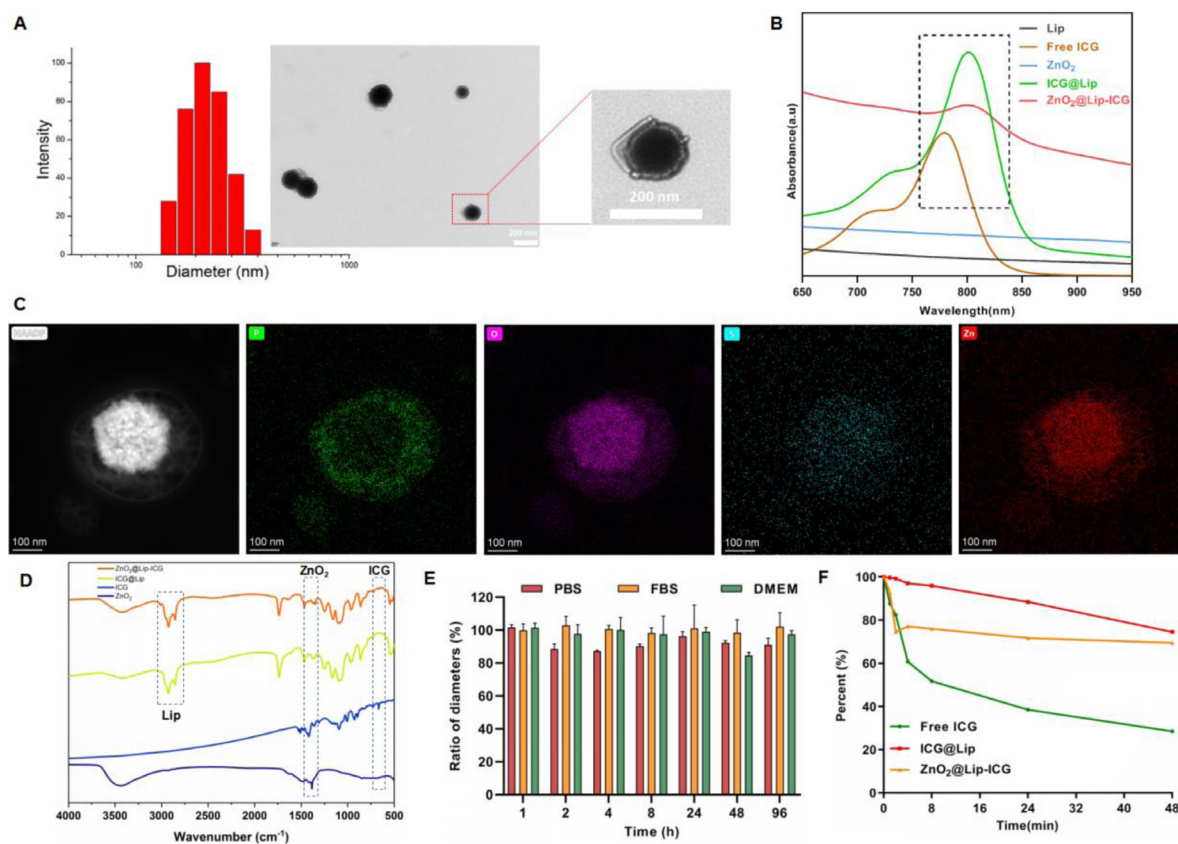 A
Intensity
100
80
60
40
20
0
100
1000
Diameter (nm)
200 nm
200 nm
B
Absorbance(a.u)
Lip
Free ICG
ZnO₂
ICG@Lip
ZnO₂@Lip-ICG
650
700
750
800
850
900
950
Wavelength(nm)
C
HAADF
P
O
S
Zn
100 nm
100 nm
100 nm
100 nm
100 nm
D
ZnO₂@Lip-ICG
ICG@Lip
ICG
ZnO₂
ZnO₂
ICG
Lip
4000
3500
3000
2500
2000
1500
1000
500
Wavenumber (cm⁻¹)
E
PBS
FBS
DMEM
Ratio of diameters (%)
120
100
80
60
40
20
0
1
2
4
8
24
48
96
Time (h)
F
Percent (%)
100
80
60
40
20
0
Free ICG
ICG@Lip
ZnO₂@Lip-ICG
0
8
16
24
32
40
48
Time(min)